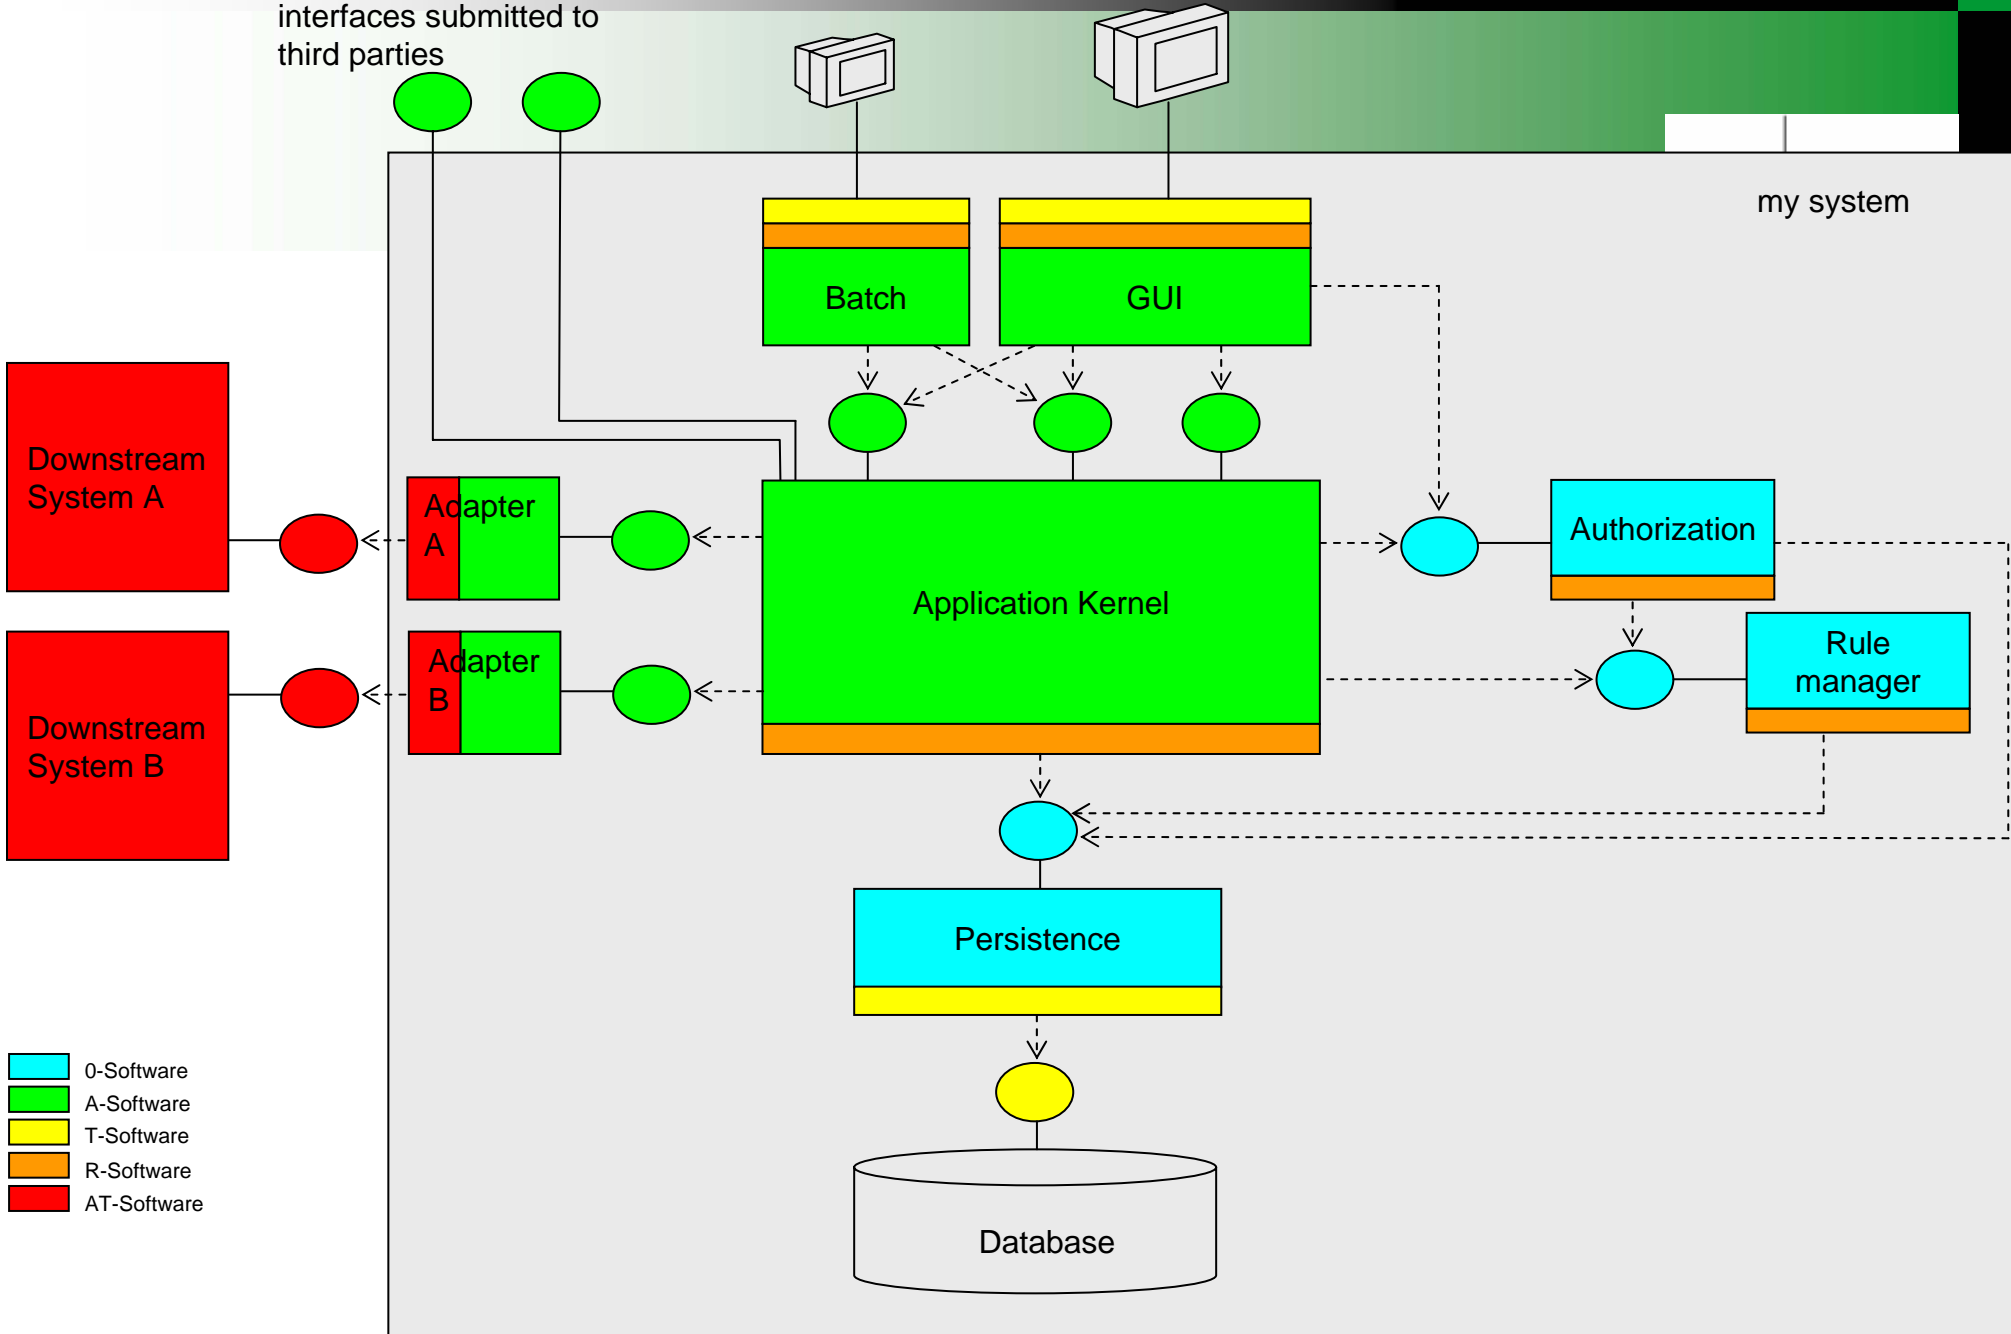 interfaces submitted to
third parties
my system
Batch
GUI
Downstream
System A
Adapter
A
Authorization
Application Kernel
Rule
manager
Adapter
B
Downstream
System B
Persistence
0-Software
A-Software
T-Software
R-Software
AT-Software
Database